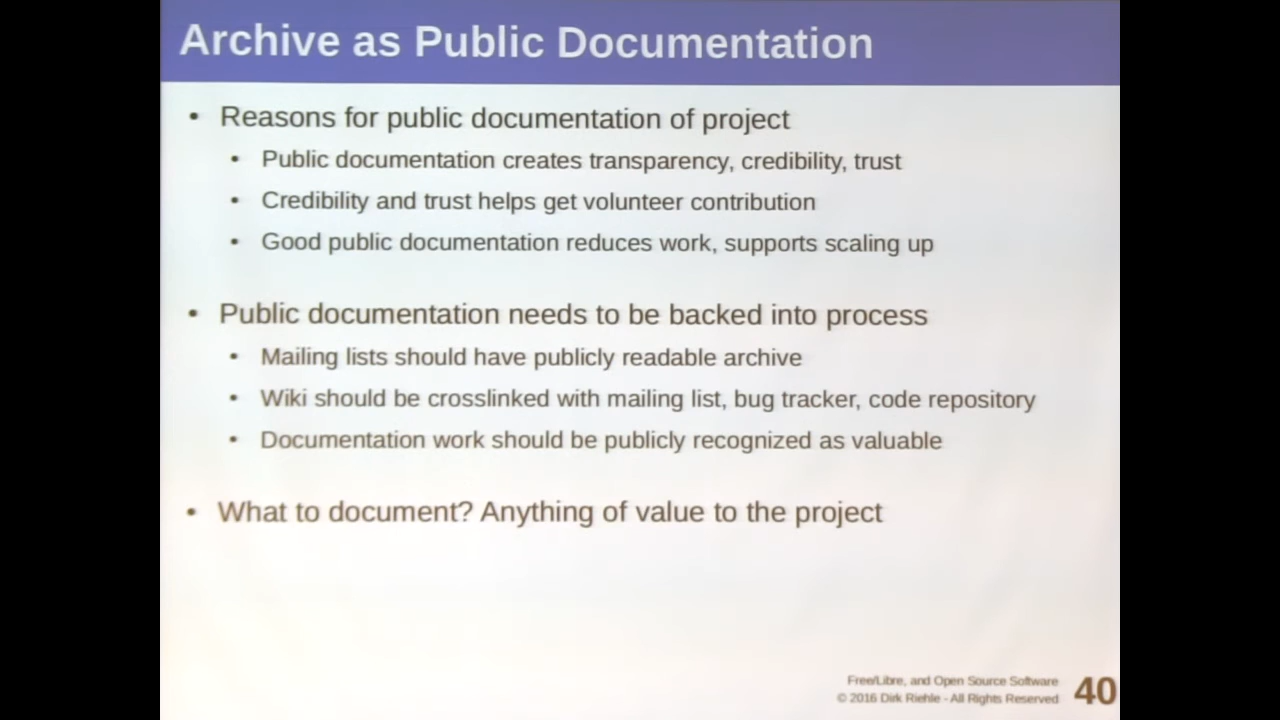 Archive as Public Documentation
• Reasons for public documentation of project
• Public documentation creates transparency, credibility, trust
• Credibility and trust helps get volunteer contribution
• Good public documentation reduces work, supports scaling up
• Public documentation needs to be backed into process
• Mailing lists should have publicly readable archive
• Wiki should be crosslinked with mailing list, bug tracker, code repository
• Documentation work should be publicly recognized as valuable
• What to document? Anything of value to the project
Free/Libre, and Open Source Software
© 2016 Dirk Riehle - All Rights Reserved
40